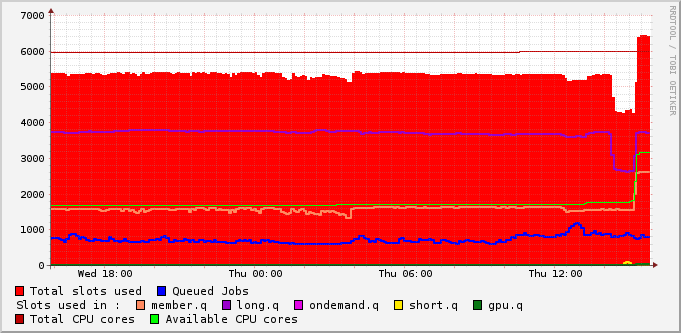 7000
6000
5000
4000
3000
2000
1000
0
Wed 18:00 Thu 00:00 Thu 06:00 Thu 12:00
Total slots used Queued Jobs
Slots used in : member.q long.q ondemand.q short.q gpu.q
Total CPU cores Available CPU cores
RRDTOOL / TOBI OETIKER